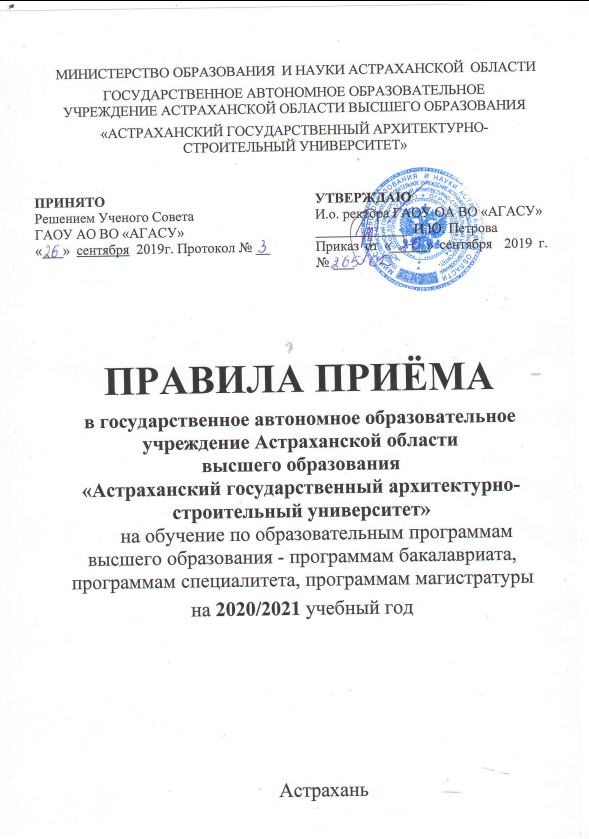 МИНИСТЕРСТВО ОБРАЗОВАНИЯ И НАУКИ АСТРАХАНСКОЙ ОБЛАСТИ
ГОСУДАРСТВЕННОЕ АВТОНОМНОЕ ОБРАЗОВАТЕЛЬНОЕ
УЧРЕЖДЕНИЕ АСТРАХАНСКОЙ ОБЛАСТИ ВЫСШЕГО ОБРАЗОВАНИЯ
«АСТРАХАНСКИЙ ГОСУДАРСТВЕННЫЙ АРХИТЕКТУРНО-
СТРОИТЕЛЬНЫЙ УНИВЕРСИТЕТ»
ПРИНЯТО
Решением Ученого Совета
ГАОУ АО ВО «АГАСУ»
«26» сентября 2019г. Протокол № 3
УТВЕРЖДАЮ
И.о. ректора ГАОУ ОА ВО «АГАСУ»
И.Ю. Петрова
Приказ от «26» сентября 2019 г.
№
ПРАВИЛА ПРИЁМА
в государственное автономное образовательное
учреждение Астраханской области
высшего образования
«Астраханский государственный архитектурно-
строительный университет»
на обучение по образовательным программам
высшего образования - программам бакалавриата,
программам специалитета, программам магистратуры
на 2020/2021 учебный год
Астрахань